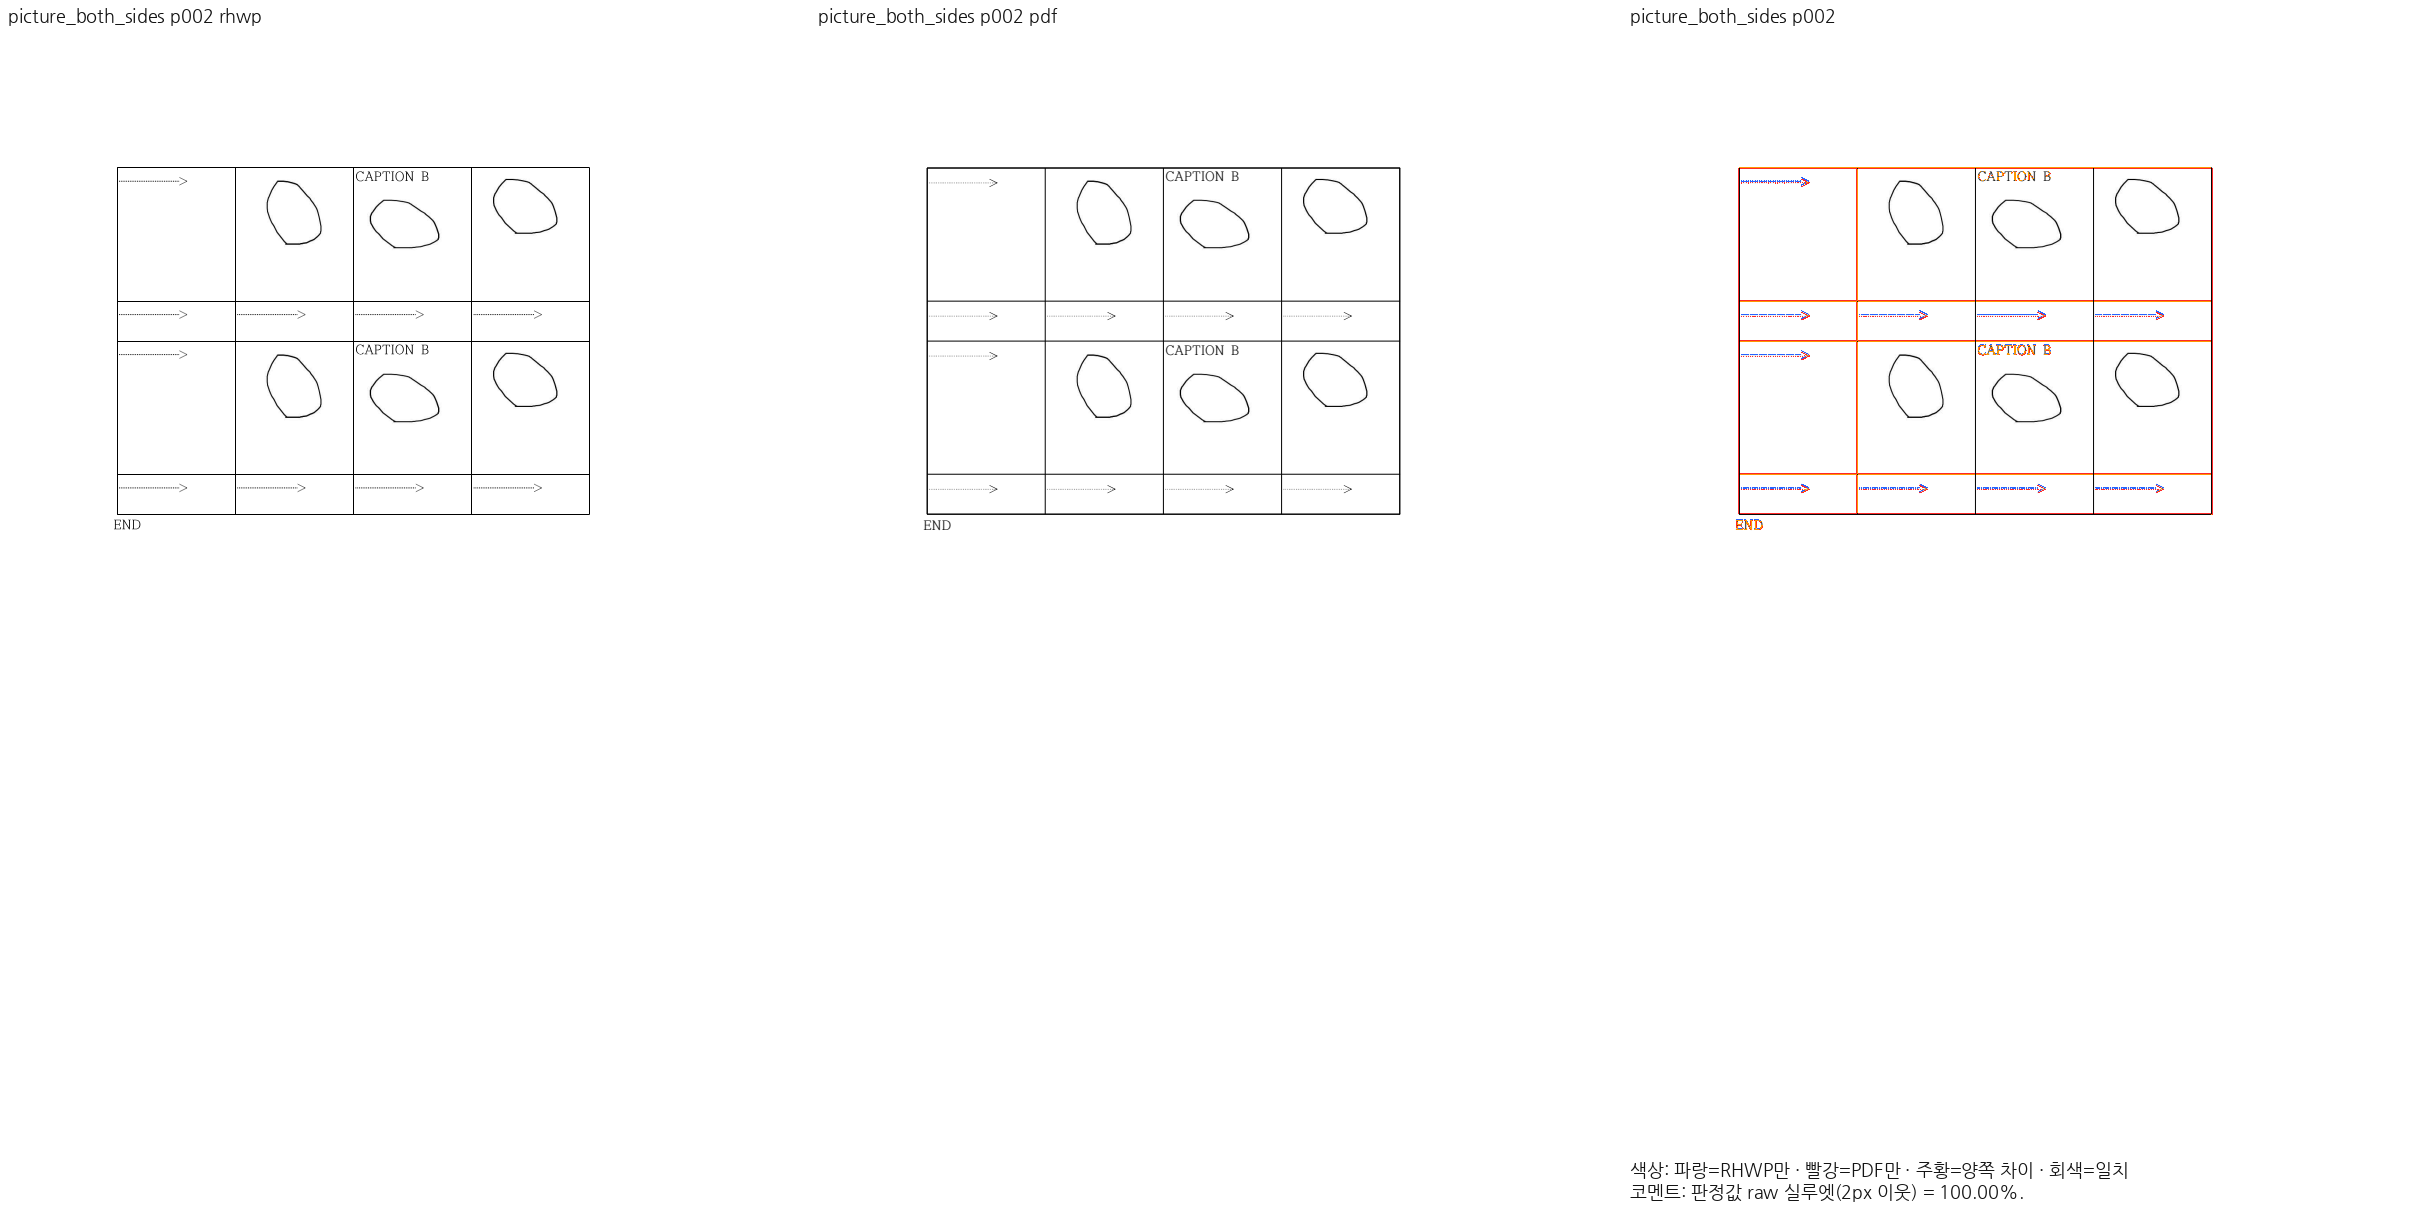 picture_both_sides p002 rhwp
picture_both_sides p002 pdf
picture_both_sides p002
CAPTION B
CAPTION B
END
CAPTION B
CAPTION B
END
CAPTION B
CAPTION B
END
색상: 파랑=RHWP만 · 빨강=PDF만 · 주황=양쪽 차이 · 회색=일치
코멘트: 판정값 raw 실루엣(2px 이웃) = 100.00%.